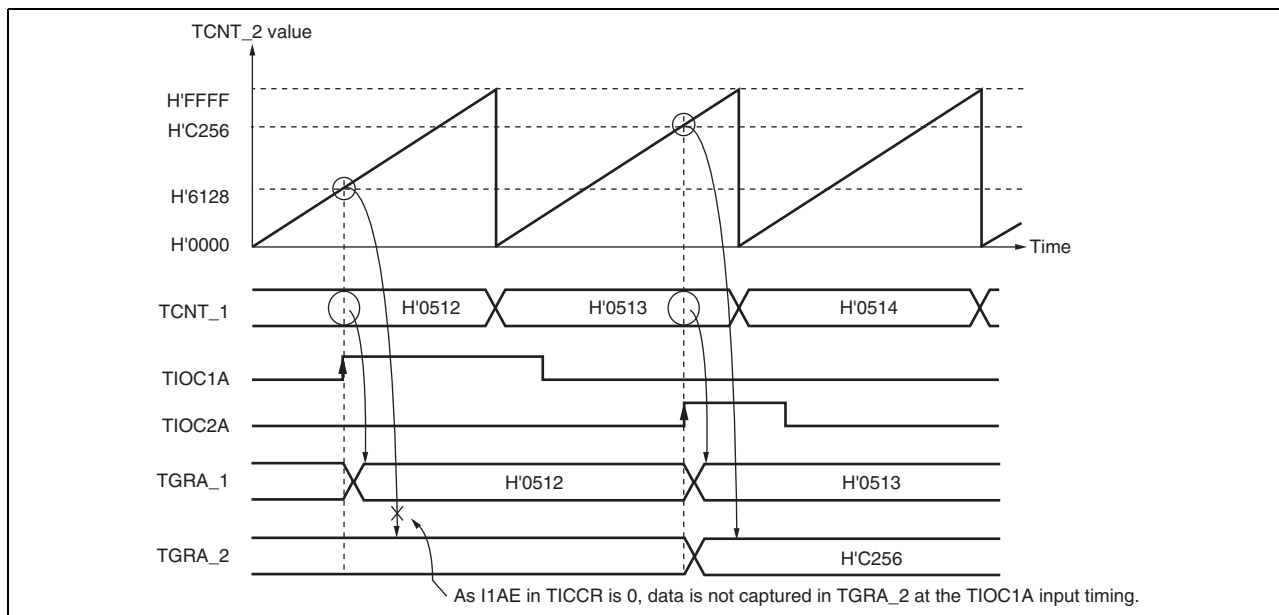 TCNT_2 value
H'FFFF
H'C256
H'6128
H'0000
Time
TCNT_1 H'0512 H'0513 H'0514
TIOC1A
TIOC2A
TGRA_1 H'0512 H'0513
TGRA_2 H'C256
As I1AE in TICCR is 0, data is not captured in TGRA_2 at the TIOC1A input timing.